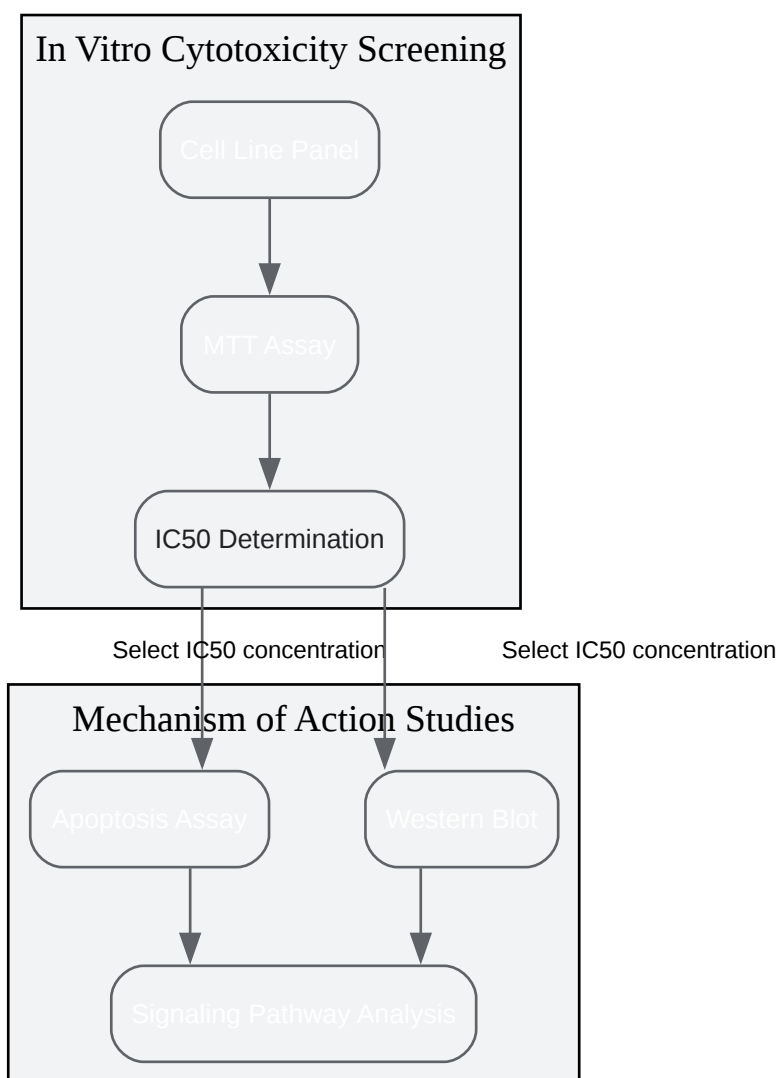 In Vitro Cytotoxicity Screening
Cell Line Panel
MTT Assay
IC50 Determination
Select IC50 concentration
Select IC50 concentration
Mechanism of Action Studies
Apoptosis Assay
Western Blot
Signaling Pathway Analysis